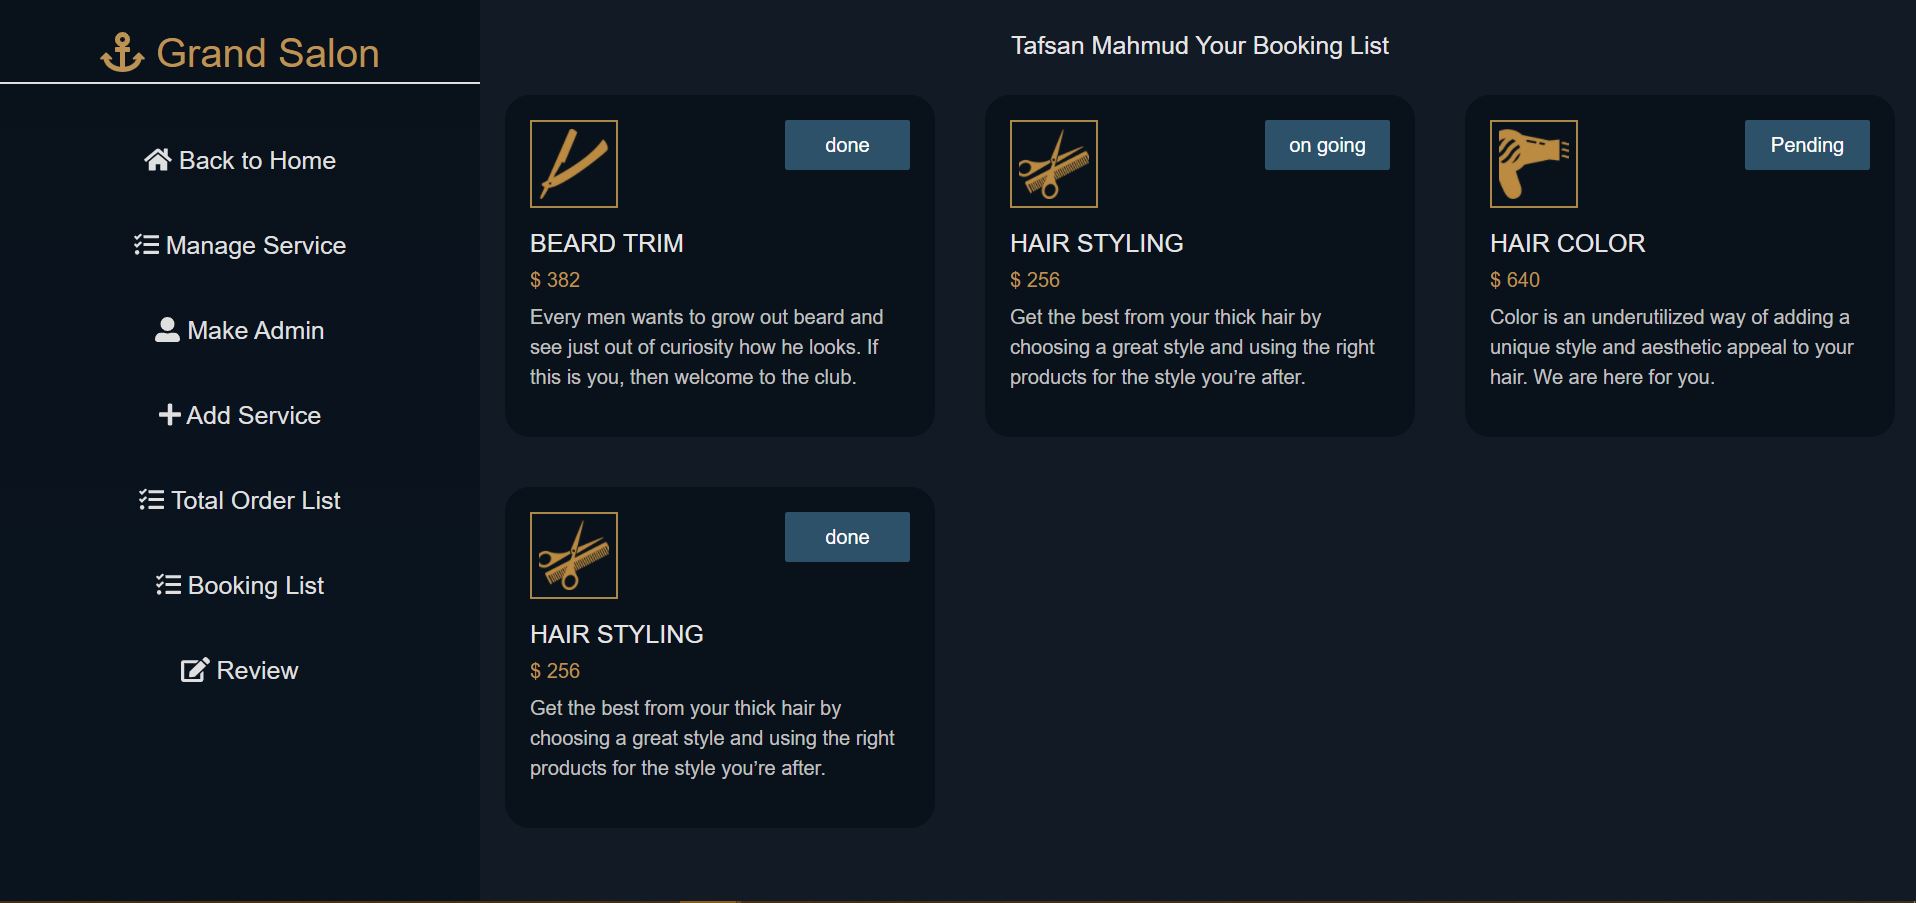 Grand Salon
Back to Home
Manage Service
Make Admin
Add Service
Total Order List
Booking List
Review
Tafsan Mahmud Your Booking List
done
BEARD TRIM
$ 382
Every men wants to grow out beard and
see just out of curiosity how he looks. If
this is you, then welcome to the club.
on going
HAIR STYLING
$ 256
Get the best from your thick hair by
choosing a great style and using the right
products for the style you’re after.
Pending
HAIR COLOR
$ 640
Color is an underutilized way of adding a
unique style and aesthetic appeal to your
hair. We are here for you.
done
HAIR STYLING
$ 256
Get the best from your thick hair by
choosing a great style and using the right
products for the style you’re after.